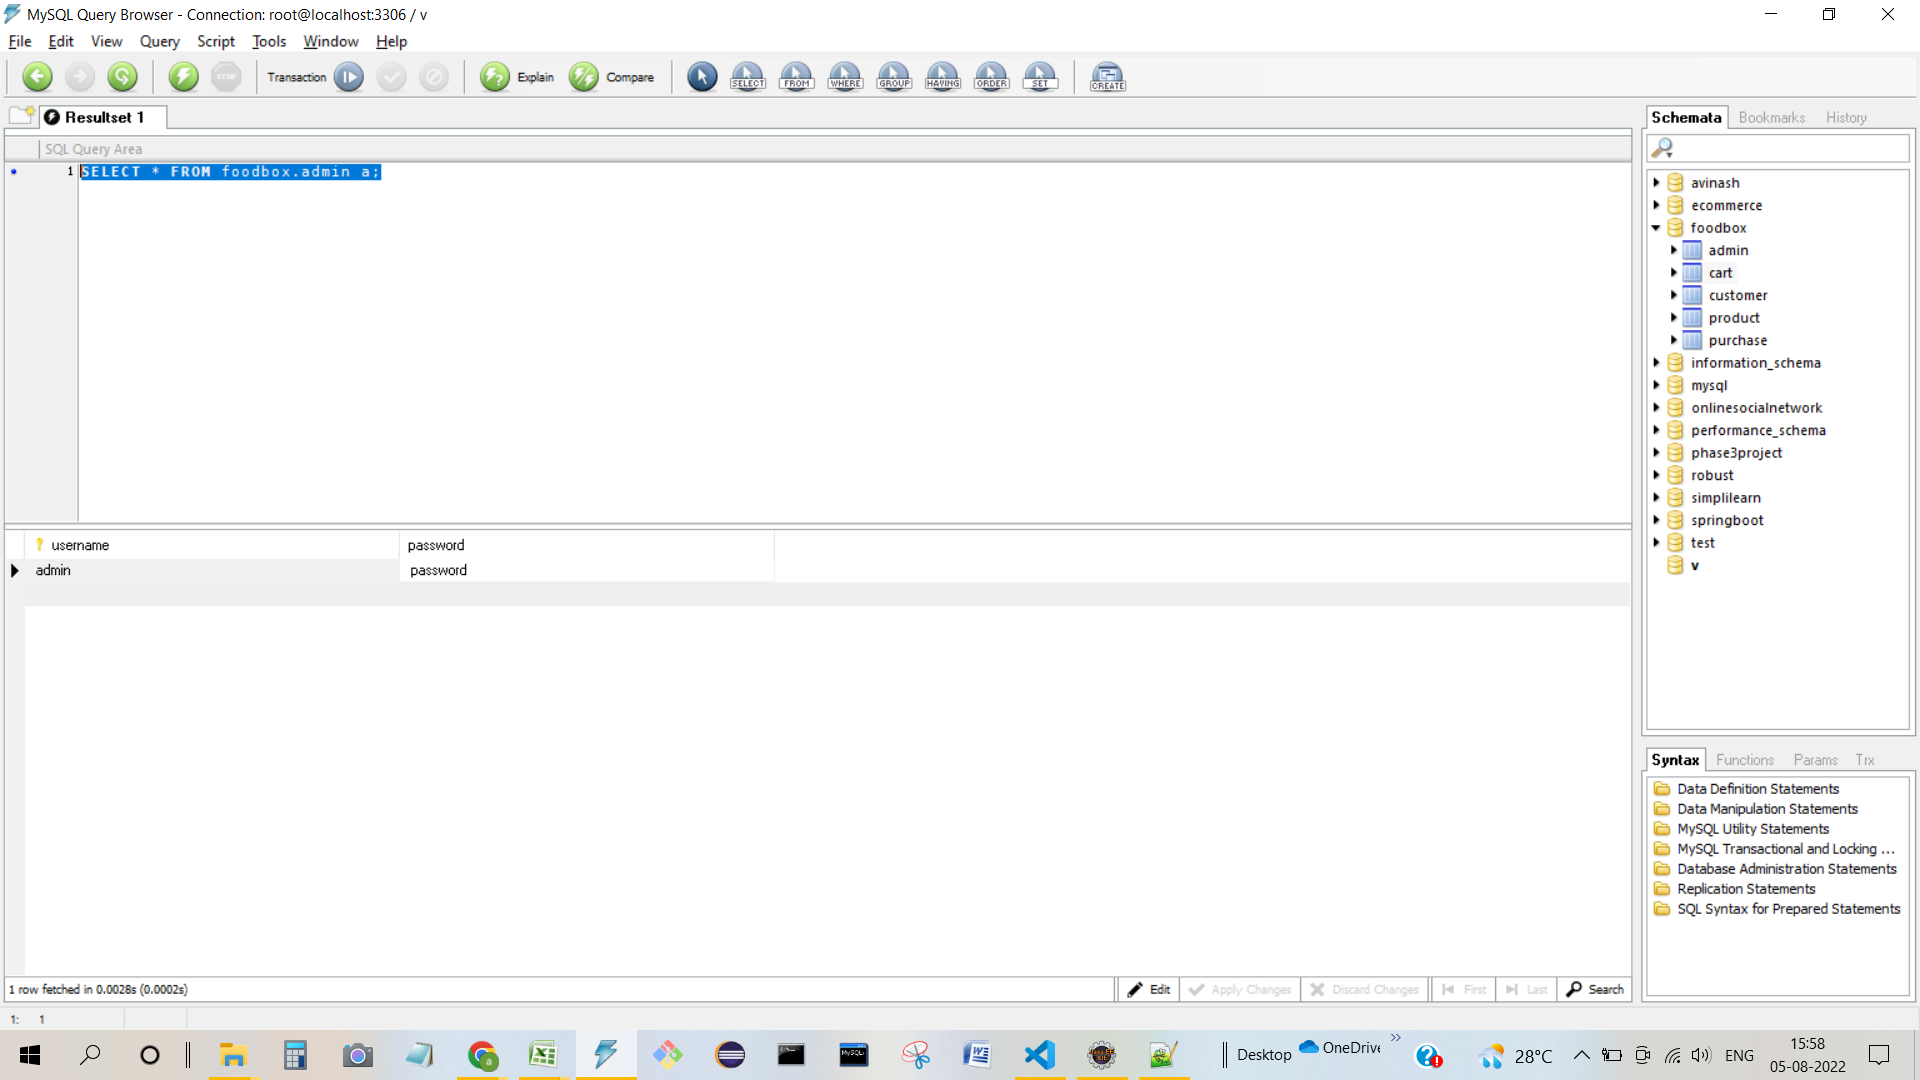 MySQL Query Browser - Connection: root@localhost:3306 / v
File Edit View Query Script Tools Window Help
STOP Transaction Explain Compare SELECT FROM WHERE GROUP HAVING ORDER SET CREATE
Resultset 1
SQL Query Area
1 SELECT * FROM foodbox.admin a;
username password
admin password
1 row fetched in 0.0028s (0.0002s)
Edit Apply Changes Discard Changes First Last Search
1: 1
Schemata Bookmarks History
avinash
ecommerce
foodbox
admin
cart
customer
product
purchase
information_schema
mysql
onlinesocialnetwork
performance_schema
phase3project
robust
simplilearn
springboot
test
v
Syntax Functions Params Trx
Data Definition Statements
Data Manipulation Statements
MySQL Utility Statements
MySQL Transactional and Locking ...
Database Administration Statements
Replication Statements
SQL Syntax for Prepared Statements
Desktop OneDrive 28°C ENG
15:58
05-08-2022